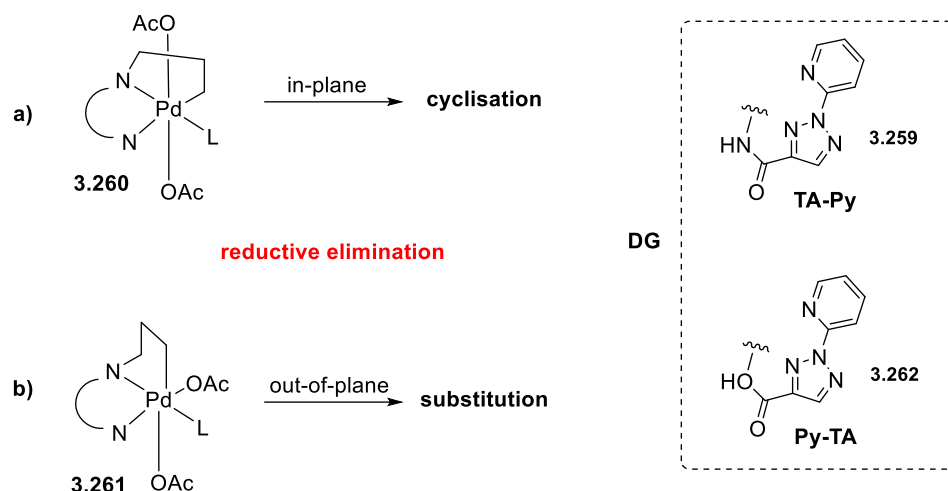 a)
AcO
N
Pd
N
L
OAc
3.260
in-plane
cyclisation
reductive elimination
b)
N
OAc
Pd
N
L
OAc
3.261
out-of-plane
substitution
DG
N
N
N
N
HN
O
3.259
TA-Py
N
N
N
N
HO
O
3.262
Py-TA